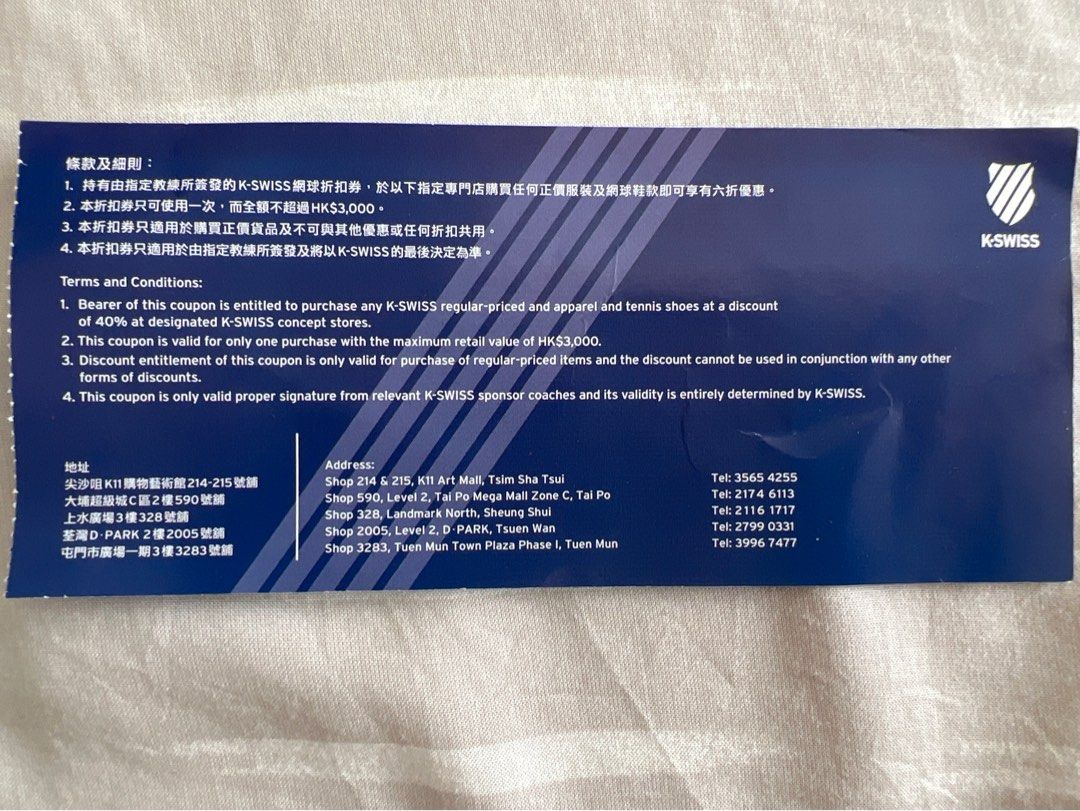 條款及細則：
1. 持有由指定教練所簽發的K-SWISS網球折扣券，於以下指定專門店購買任何正價服裝及網球鞋款即可享有六折優惠。
2. 本折扣券只可使用一次，而全額不超過HK$3,000。
3. 本折扣券只適用於購買正價貨品及不可與其他優惠或任何折扣共用。
4. 本折扣券只適用於由指定教練所簽發及將以K-SWISS的最後決定為準。
K-SWISS
Terms and Conditions:
1. Bearer of this coupon is entitled to purchase any K-SWISS regular-priced and apparel and tennis shoes at a discount
of 40% at designated K-SWISS concept stores.
2. This coupon is valid for only one purchase with the maximum retail value of HK$3,000.
3. Discount entitlement of this coupon is only valid for purchase of regular-priced items and the discount cannot be used in conjunction with any other
forms of discounts.
4. This coupon is only valid proper signature from relevant K-SWISS sponsor coaches and its validity is entirely determined by K-SWISS.
地址
尖沙咀K11購物藝術館214-215號舖
大埔超級城C區2樓590號舖
上水廣場3樓328號舖
荃灣D·PARK 2樓2005號舖
屯門市廣場一期3樓3283號舖
Address:
Shop 214 & 215, K11 Art Mall, Tsim Sha Tsui Tel: 3565 4255
Shop 590, Level 2, Tai Po Mega Mall Zone C, Tai Po Tel: 2174 6113
Shop 328, Landmark North, Sheung Shui Tel: 2116 1717
Shop 2005, Level 2, D·PARK, Tsuen Wan Tel: 2799 0331
Shop 3283, Tuen Mun Town Plaza Phase I, Tuen Mun Tel: 3996 7477